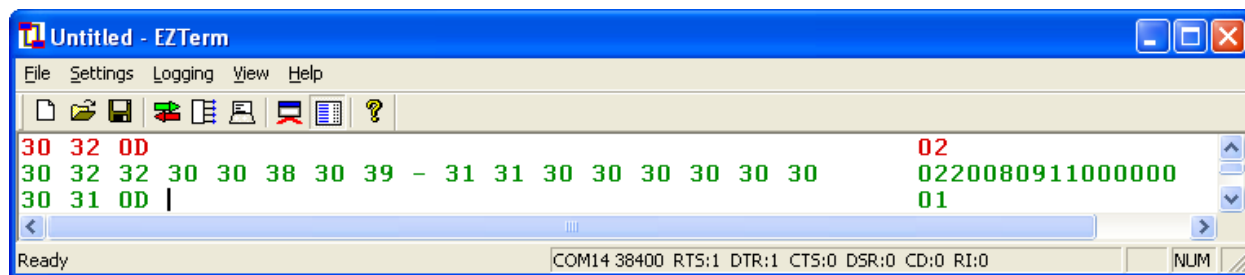 Untitled - EZTerm
File Settings Logging View Help
30 32 0D 02
30 32 32 30 30 38 30 39 - 31 31 30 30 30 30 30 30 0220080911000000
30 31 0D 01
Ready COM14 38400 RTS:1 DTR:1 CTS:0 DSR:0 CD:0 RI:0 NUM